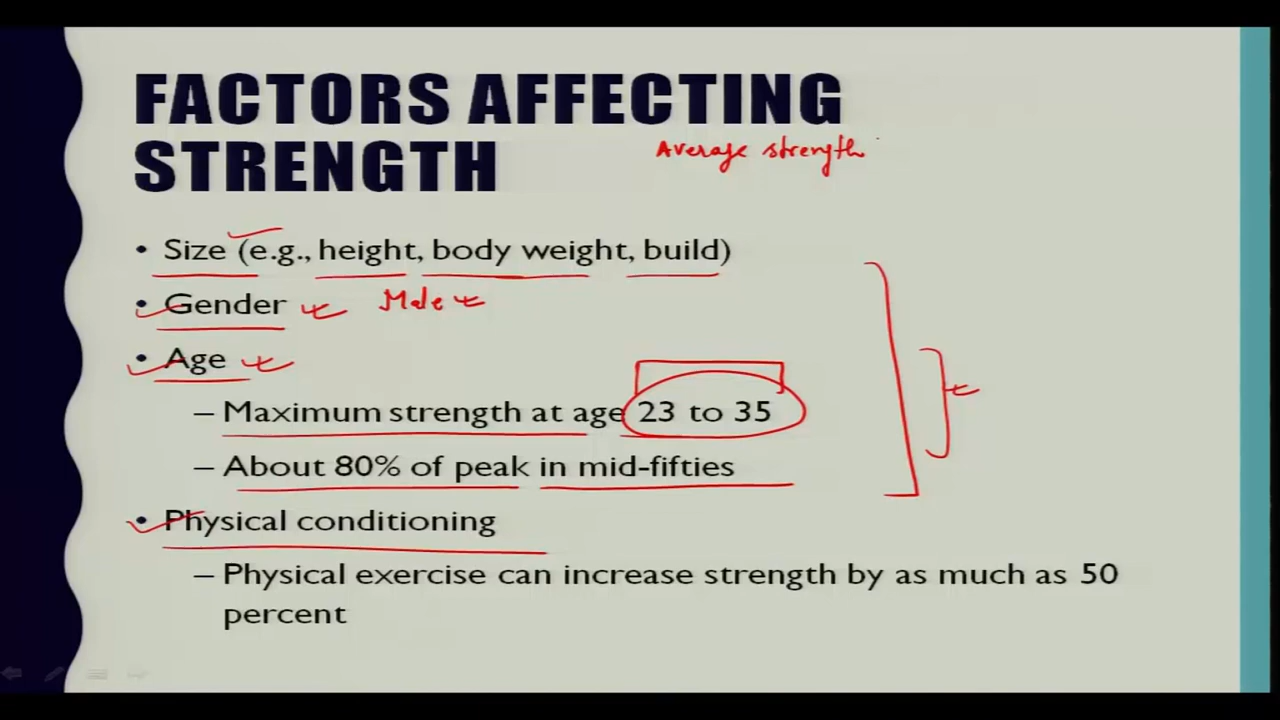 FACTORS AFFECTING
STRENGTH
Average strength
• Size (e.g., height, body weight, build)
• Gender
Male
• Age
– Maximum strength at age 23 to 35
– About 80% of peak in mid-fifties
• Physical conditioning
– Physical exercise can increase strength by as much as 50
percent